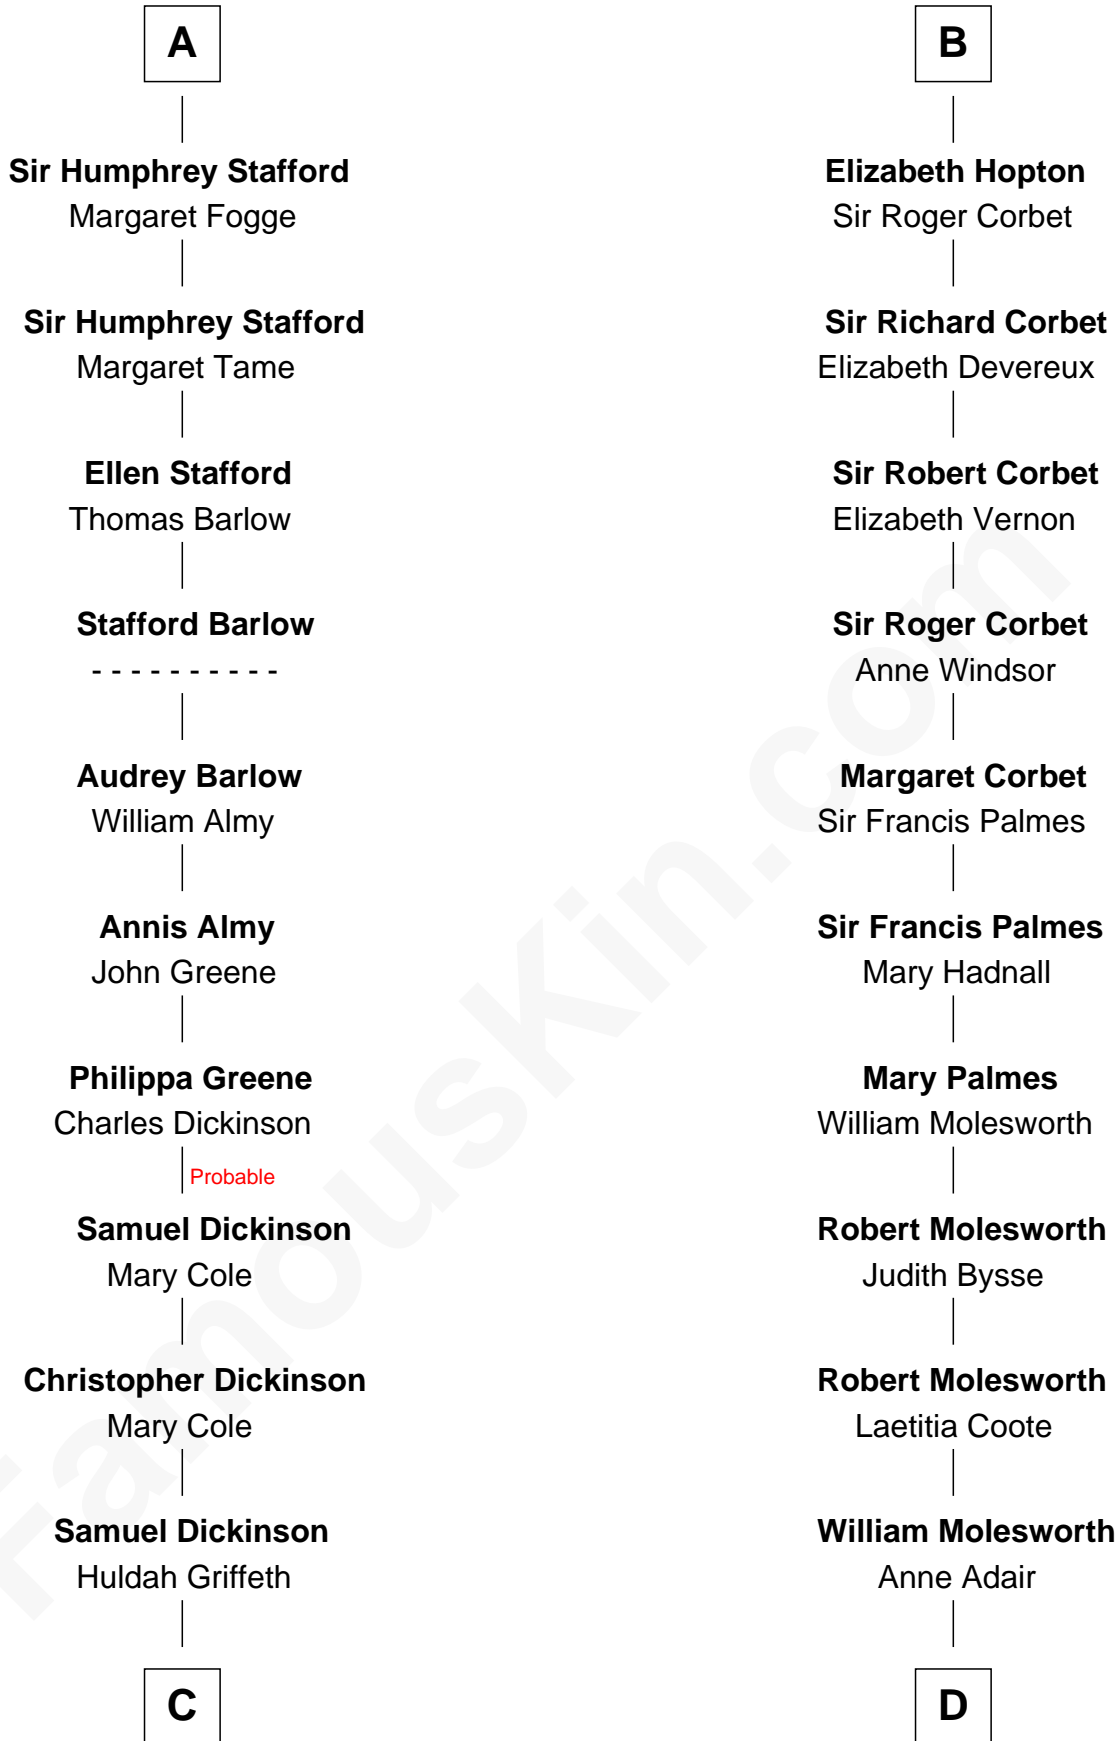 A
Sir Humphrey Stafford
Margaret Fogge
Sir Humphrey Stafford
Margaret Tame
Ellen Stafford
Thomas Barlow
Stafford Barlow
- - - - - - - - - -
Audrey Barlow
William Almy
Annis Almy
John Greene
Philippa Greene
Charles Dickinson
Probable
Samuel Dickinson
Mary Cole
Christopher Dickinson
Mary Cole
Samuel Dickinson
Huldah Griffeth
C
B
Elizabeth Hopton
Sir Roger Corbet
Sir Richard Corbet
Elizabeth Devereux
Sir Robert Corbet
Elizabeth Vernon
Sir Roger Corbet
Anne Windsor
Margaret Corbet
Sir Francis Palmes
Sir Francis Palmes
Mary Hadnall
Mary Palmes
William Molesworth
Robert Molesworth
Judith Bysse
Robert Molesworth
Laetitia Coote
William Molesworth
Anne Adair
D
FamousKin.com